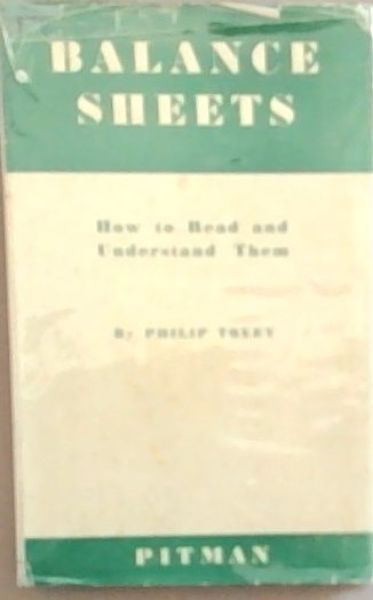 BALANCE
SHEETS
How to Read and
Understand Them
By PHILIP TOVEY
PITMAN